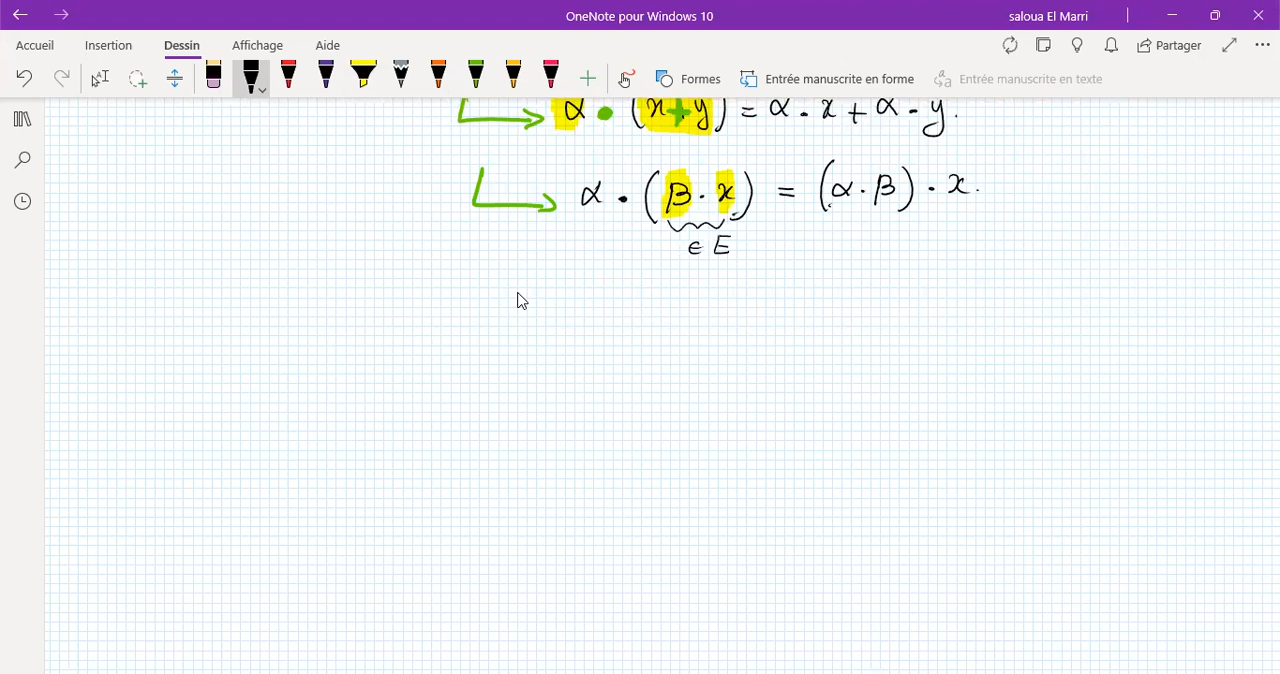 OneNote pour Windows 10
saloua El Marri
Accueil Insertion Dessin Affichage Aide
Partager
Formes Entrée manuscrite en forme Entrée manuscrite en texte
α • (x + y) = α · x + α · y.
α • (β · x) = (α · β) · x.
∈ E